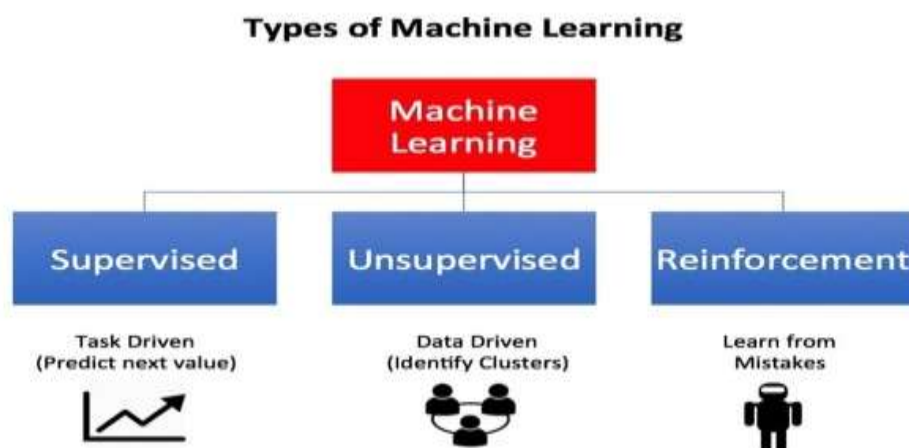 Types of Machine Learning
Machine
Learning
Supervised
Unsupervised
Reinforcement
Task Driven
(Predict next value)
Data Driven
(Identify Clusters)
Learn from
Mistakes